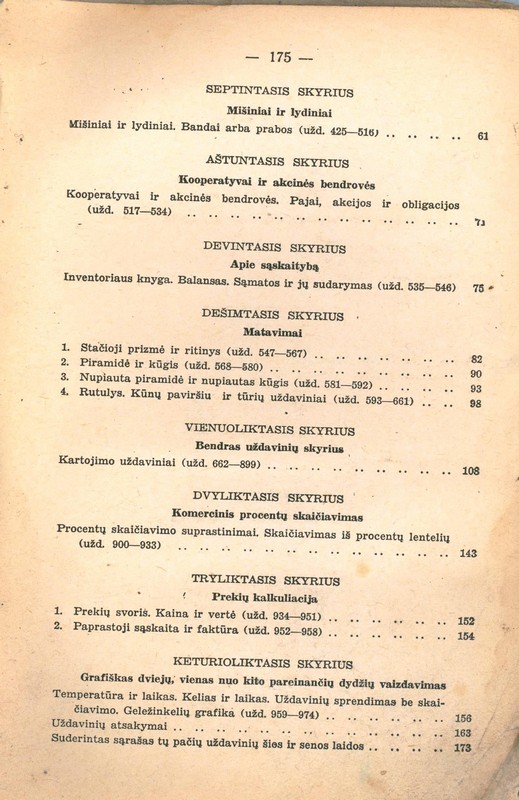 — 175 —
SEPTINTASIS SKYRIUS
Mišiniai ir lydiniai
Mišiniai ir lydiniai. Bandai arba prabos (užd. 425—516) .. .. .. .. 61
AŠTUNTASIS SKYRIUS
Kooperatyvai ir akcinės bendrovės
Kooperatyvai ir akcinės bendrovės. Pajai, akcijos ir obligacijos
(užd. 517—534) .. .. .. .. .. .. .. .. .. .. .. .. .. ..
DEVINTASIS SKYRIUS
Apie sąskaitybą
Inventoriaus knyga. Balansas. Sąmatos ir jų sudarymas (užd. 535—546) 75
DEŠIMTASIS SKYRIUS
Matavimai
1. Stačioji prizmė ir ritinys (užd. 547—567) .. .. .. .. .. .. .. 82
2. Piramidė ir kūgis (užd. 568—580) .. .. .. .. .. .. .. .. .. 90
3. Nupiauta piramidė ir nupiautas kūgis (užd. 581—592) .. .. .. .. 93
4. Rutulys. Kūnų paviršiu ir tūrių uždaviniai (užd. 593—661) .. .. 98
VIENUOLIKTASIS SKYRIUS
Bendras uždavinių skyrius
Kartojimo uždaviniai (užd. 662—899) .. .. .. .. .. .. .. .. .. 108
DVYLIKTASIS SKYRIUS
Komercinis procentų skaičiavimas
Procentų skaičiavimo suprastinimai. Skaičiavimas iš procentų lentelių
(užd. 900—933) .. .. .. .. .. .. .. .. .. .. .. .. .. 143
TRYLIKTASIS SKYRIUS
Prekių kalkuliacija
1. Prekių svoris. Kaina ir vertė (užd. 934—951) .. .. .. .. .. .. 152
2. Paprastoji sąskaita ir faktūra (užd. 952—958) .. .. .. .. .. .. 154
KETURIOLIKTASIS SKYRIUS
Grafiškas dviejų, vienas nuo kito pareinančių dydžių vaizdavimas
Temperatūra ir laikas. Kelias ir laikas. Uždavinių sprendimas be skai-
čiavimo. Geležinkelių grafika (užd. 959—974) .. .. .. .. .. .. 156
Uždavinių atsakymai .. .. .. .. .. .. .. .. .. .. .. .. .. 163
Suderintas sąrašas tų pačių uždavinių šios ir senos laidos .. .. .. .. 173